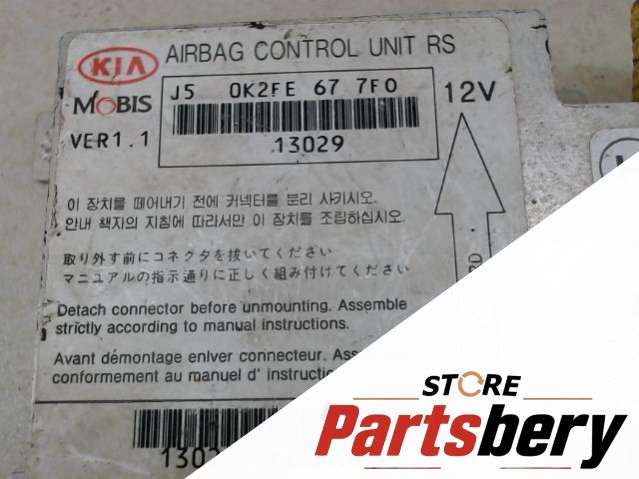 KIA AIRBAG CONTROL UNIT RS
MOBIS J5 0K2FE 67 7F0 12V
VER1.1 13029
이 장치를 떼어내기 전에 커넥터를 분리 시키시오.
안내 책자의 지침에 따라서만 이 장치를 조립하십시오.
取り外す前にコネクタを抜いてください
マニュアルの指示通りに正しく組み付けてください
Detach connector before unmounting. Assemble
strictly according to manual instructions.
Avant démontage enlver connecteur.
conformement au manuel d'
STORE
Partsbery